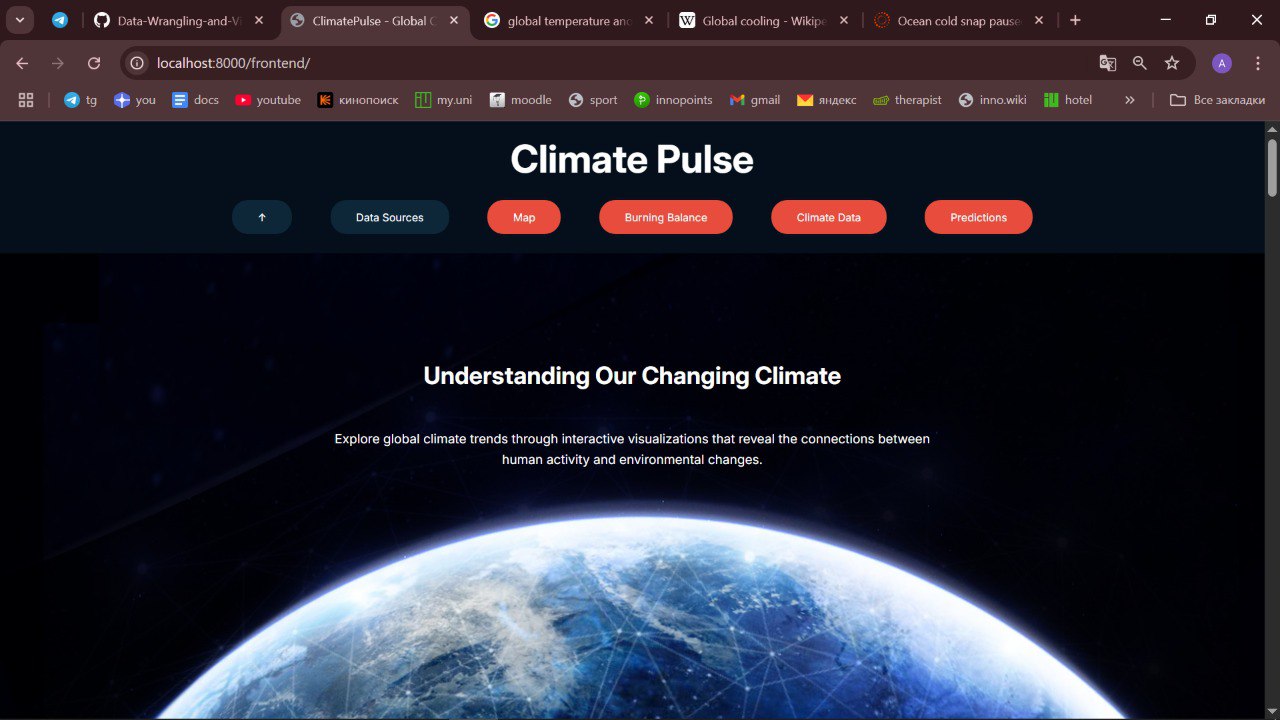 Data-Wrangling-and-Vi
ClimatePulse - Global C
global temperature and
Global cooling - Wikipe
Ocean cold snap pause
localhost:8000/frontend/
A
tg
you
docs
youtube
кинопоиск
my.uni
moodle
sport
innopoints
gmail
яндекс
therapist
inno.wiki
hotel
Все закладки
Climate Pulse
↑
Data Sources
Map
Burning Balance
Climate Data
Predictions
Understanding Our Changing Climate
Explore global climate trends through interactive visualizations that reveal the connections between
human activity and environmental changes.